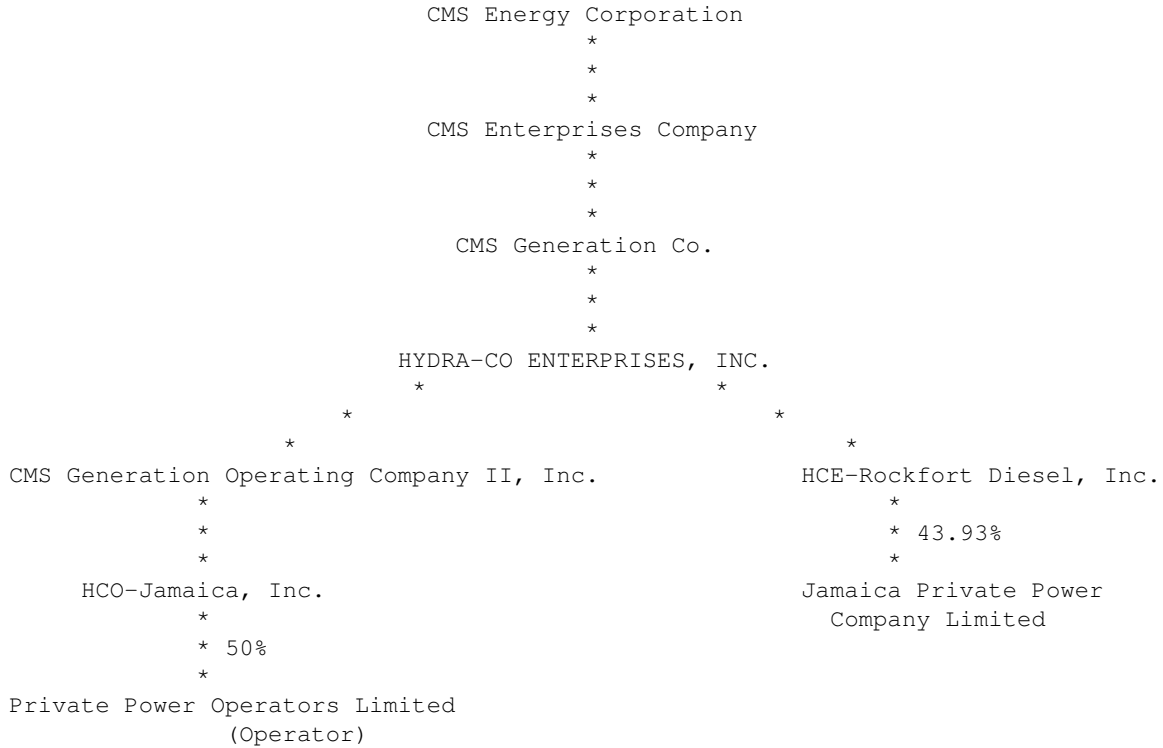 CMS Energy Corporation
*
*
*
CMS Enterprises Company
*
*
*
CMS Generation Co.
*
*
*
HYDRA-CO ENTERPRISES, INC.
* *
* *
* *
CMS Generation Operating Company II, Inc. HCE-Rockfort Diesel, Inc.
* *
* * 43.93%
* *
HCO-Jamaica, Inc. Jamaica Private Power
* Company Limited
* 50%
*
Private Power Operators Limited
(Operator)